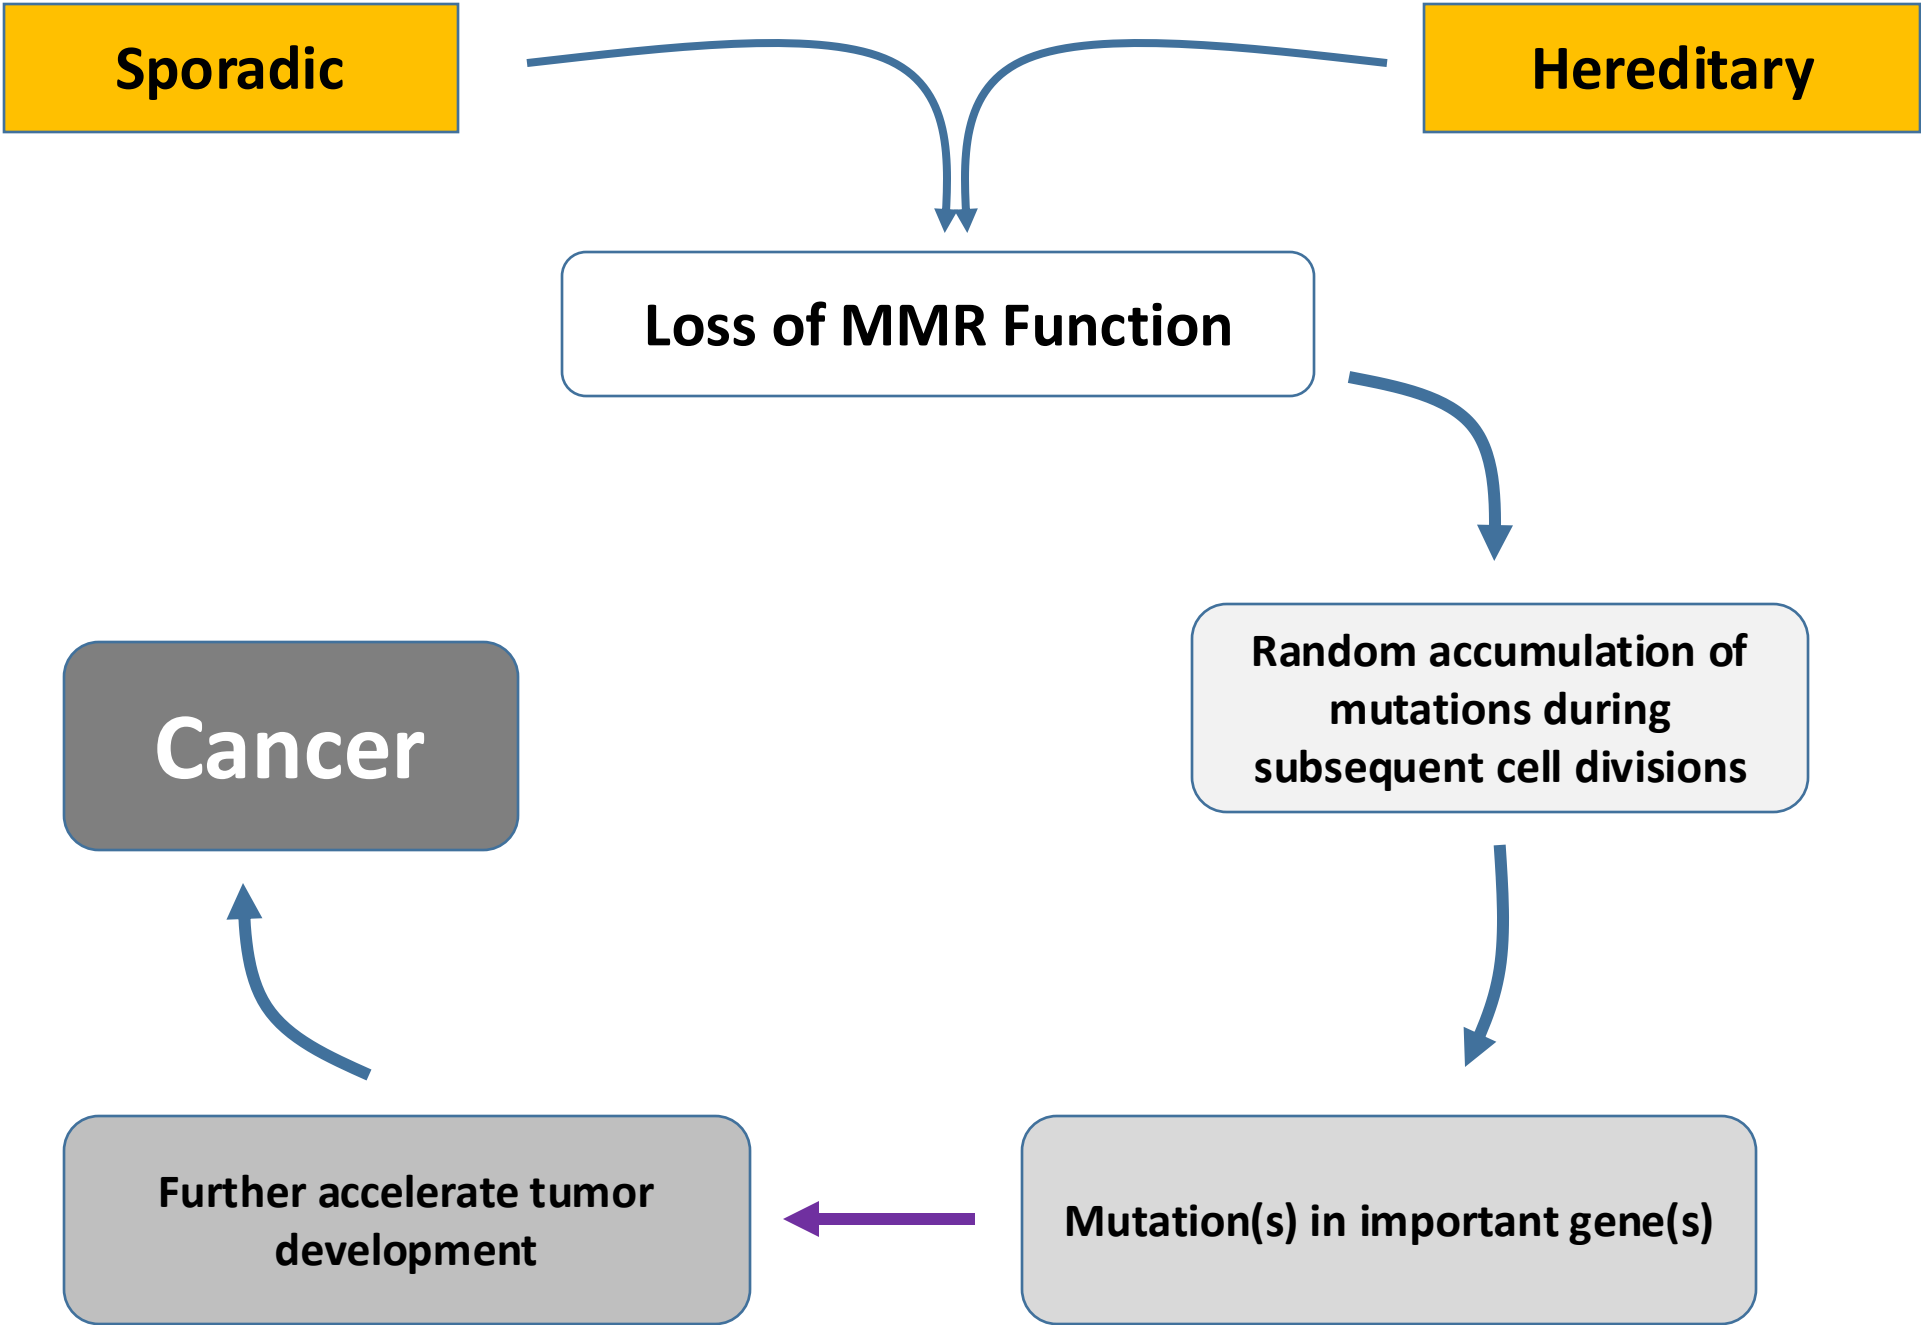 Sporadic
Hereditary
Loss of MMR Function
Random accumulation of
mutations during
subsequent cell divisions
Mutation(s) in important gene(s)
Further accelerate tumor
development
Cancer